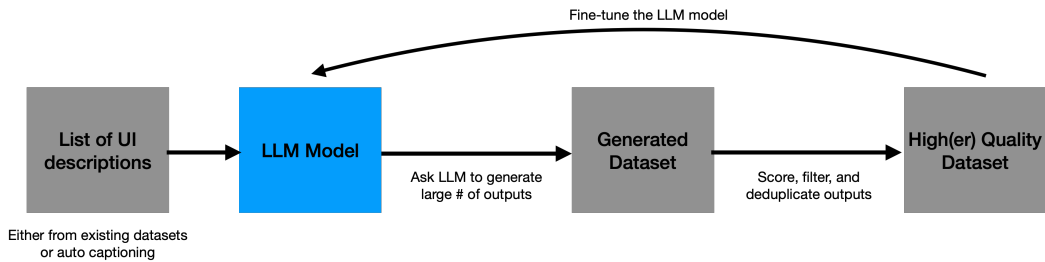 Fine-tune the LLM model
List of UI
descriptions
LLM Model
Generated
Dataset
High(er) Quality
Dataset
Ask LLM to generate
large # of outputs
Score, filter, and
deduplicate outputs
Either from existing datasets
or auto captioning